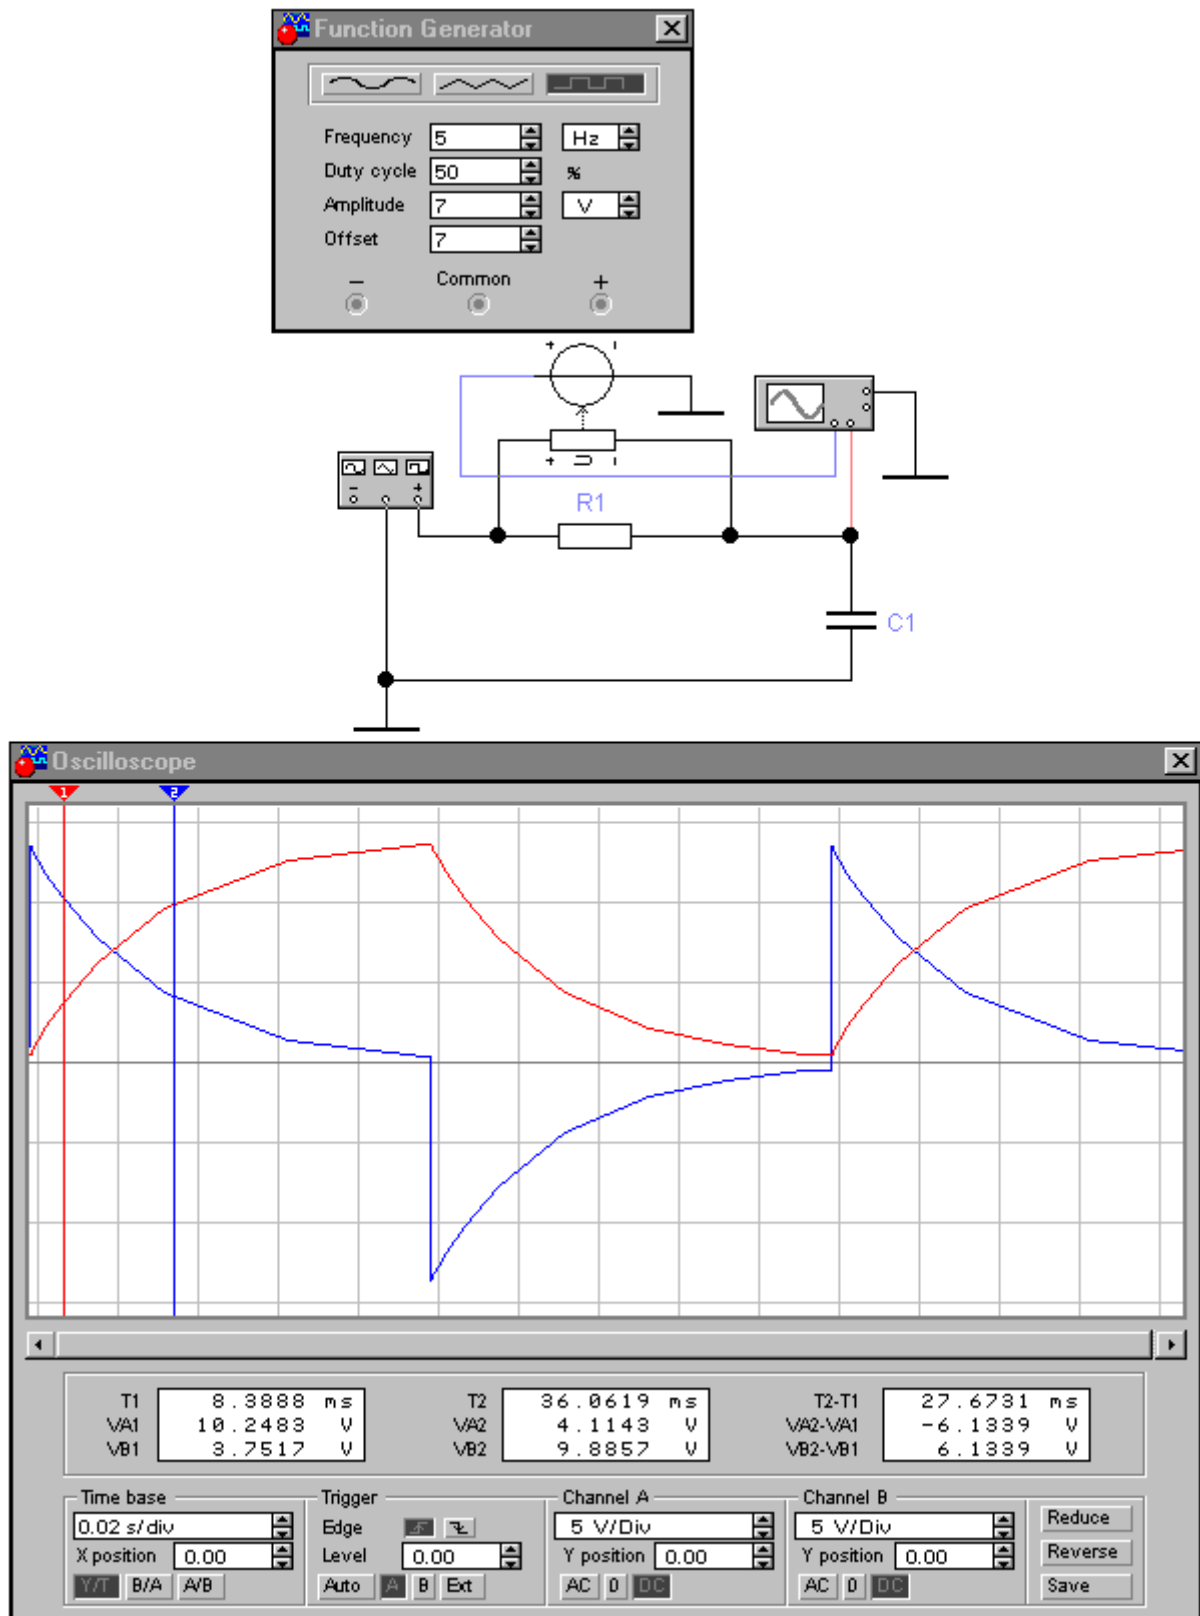 Function Generator
Frequency 5 Hz
Duty cycle 50 %
Amplitude 7 V
Offset 7
− Common +
+ −
+ U −
− +
R1
C1
Oscilloscope
1 2
T1 8.3888 ms T2 36.0619 ms T2-T1 27.6731 ms
VA1 10.2483 V VA2 4.1143 V VA2-VA1 -6.1339 V
VB1 3.7517 V VB2 9.8857 V VB2-VB1 6.1339 V
Time base Trigger Channel A Channel B
0.02 s/div Edge 5 V/Div 5 V/Div Reduce
X position 0.00 Level 0.00 Y position 0.00 Y position 0.00 Reverse
Y/T B/A A/B Auto A B Ext AC 0 DC AC 0 DC Save